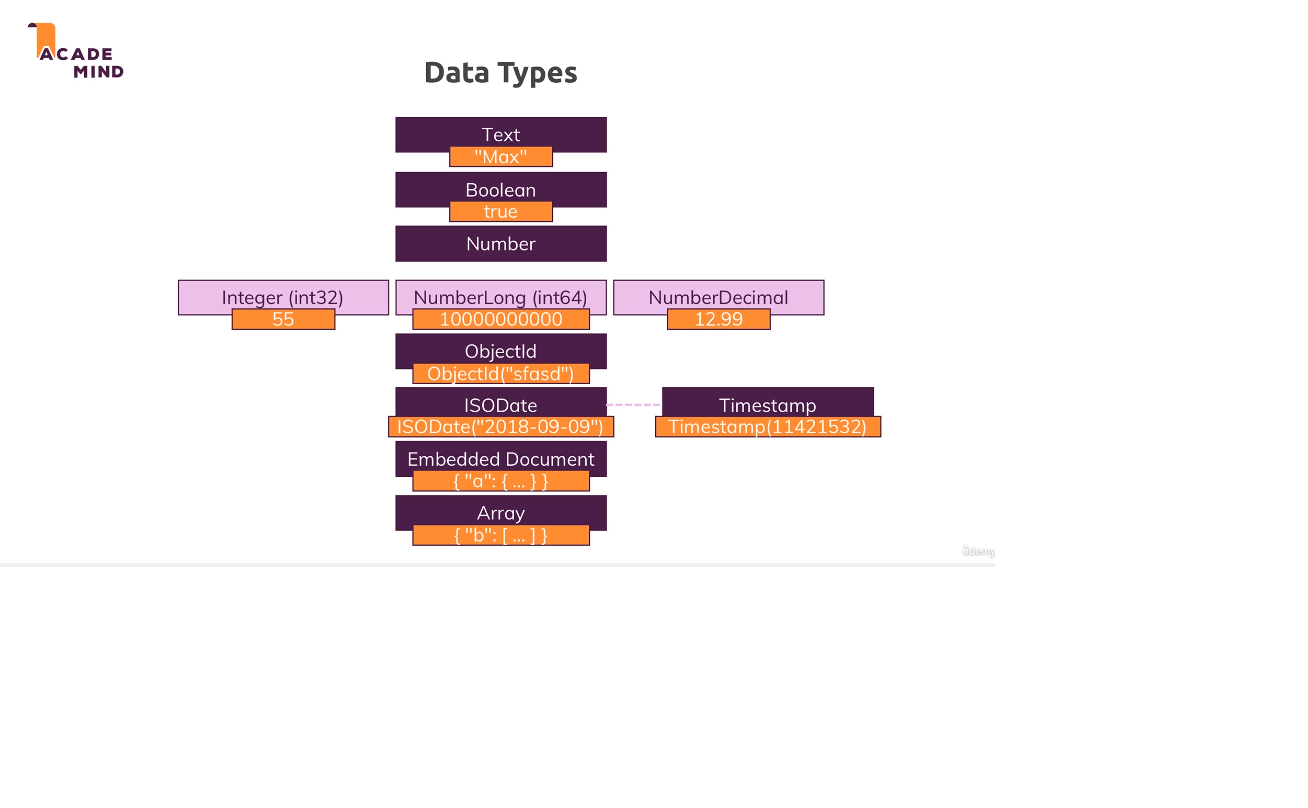 ACADE
MIND
Data Types
Text
"Max"
Boolean
true
Number
Integer (int32)
NumberLong (int64)
NumberDecimal
55
10000000000
12.99
ObjectId
ObjectId("sfasd")
ISODate
Timestamp
ISODate("2018-09-09")
Timestamp(11421532)
Embedded Document
{ "a": { ... } }
Array
{ "b": [ ... ] }
ûdemy